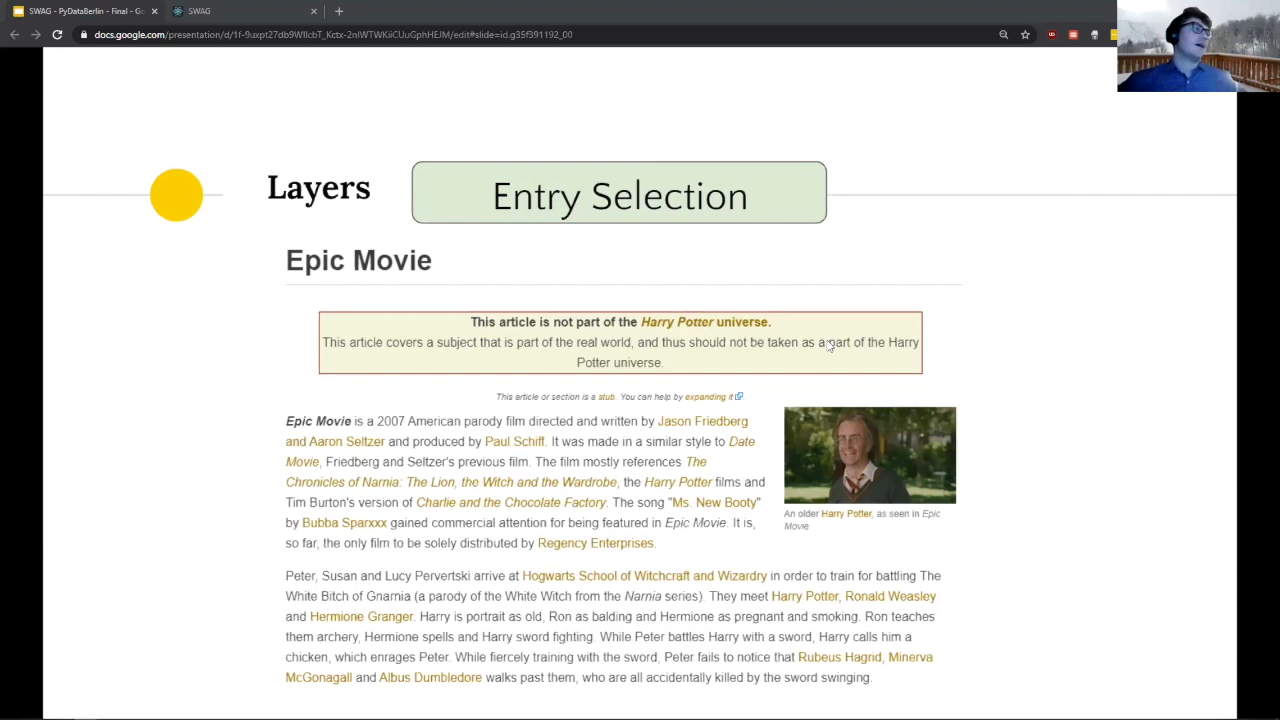 SWAG - PyDataBerlin - Final - Go
SWAG
docs.google.com/presentation/d/1f-9uxpt27db9WIlcbT_Kctx-2nIWTWKiiCUuGphHEJM/edit#slide=id.g35f391192_00
Layers
Entry Selection
Epic Movie
This article is not part of the Harry Potter universe.
This article covers a subject that is part of the real world, and thus should not be taken as a part of the Harry
Potter universe.
This article or section is a stub. You can help by expanding it.
Epic Movie is a 2007 American parody film directed and written by Jason Friedberg
and Aaron Seltzer and produced by Paul Schiff. It was made in a similar style to Date
Movie, Friedberg and Seltzer's previous film. The film mostly references The
Chronicles of Narnia: The Lion, the Witch and the Wardrobe, the Harry Potter films and
Tim Burton's version of Charlie and the Chocolate Factory. The song "Ms. New Booty"
by Bubba Sparxxx gained commercial attention for being featured in Epic Movie. It is,
so far, the only film to be solely distributed by Regency Enterprises.
An older Harry Potter, as seen in Epic
Movie
Peter, Susan and Lucy Pervertski arrive at Hogwarts School of Witchcraft and Wizardry in order to train for battling The
White Bitch of Gnarnia (a parody of the White Witch from the Narnia series). They meet Harry Potter, Ronald Weasley
and Hermione Granger. Harry is portrait as old, Ron as balding and Hermione as pregnant and smoking. Ron teaches
them archery, Hermione spells and Harry sword fighting. While Peter battles Harry with a sword, Harry calls him a
chicken, which enrages Peter. While fiercely training with the sword, Peter fails to notice that Rubeus Hagrid, Minerva
McGonagall and Albus Dumbledore walks past them, who are all accidentally killed by the sword swinging.